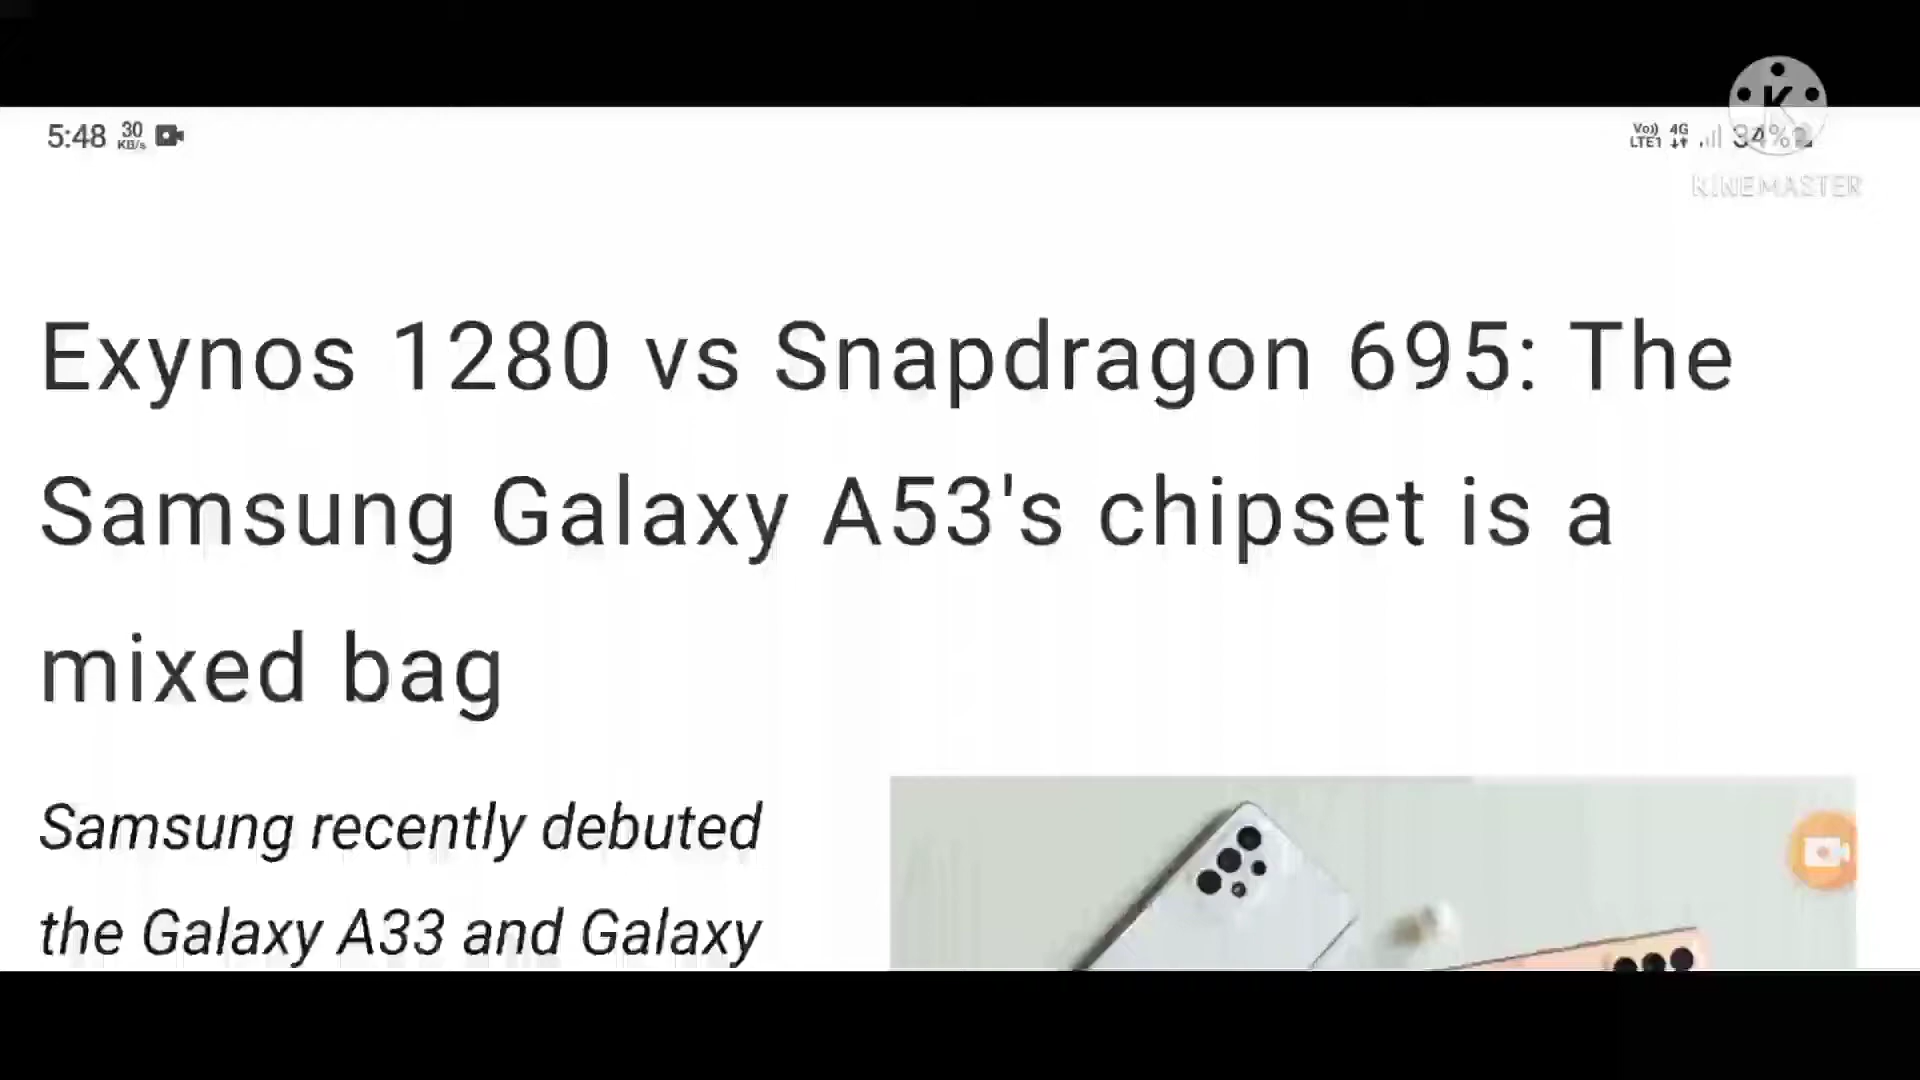 5:48 30 KB/s Vo)) LTE1 4G 34%
K
KINEMASTER
Exynos 1280 vs Snapdragon 695: The
Samsung Galaxy A53's chipset is a
mixed bag
Samsung recently debuted
the Galaxy A33 and Galaxy